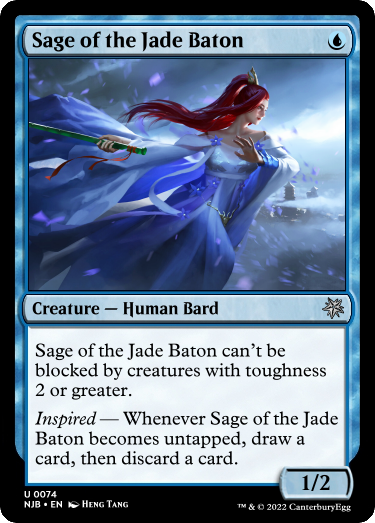 Sage of the Jade Baton
Creature — Human Bard
Sage of the Jade Baton can't be
blocked by creatures with toughness
2 or greater.
Inspired — Whenever Sage of the Jade
Baton becomes untapped, draw a
card, then discard a card.
1/2
U 0074
NJB • EN Heng Tang
™ & © 2022 CanterburyEgg